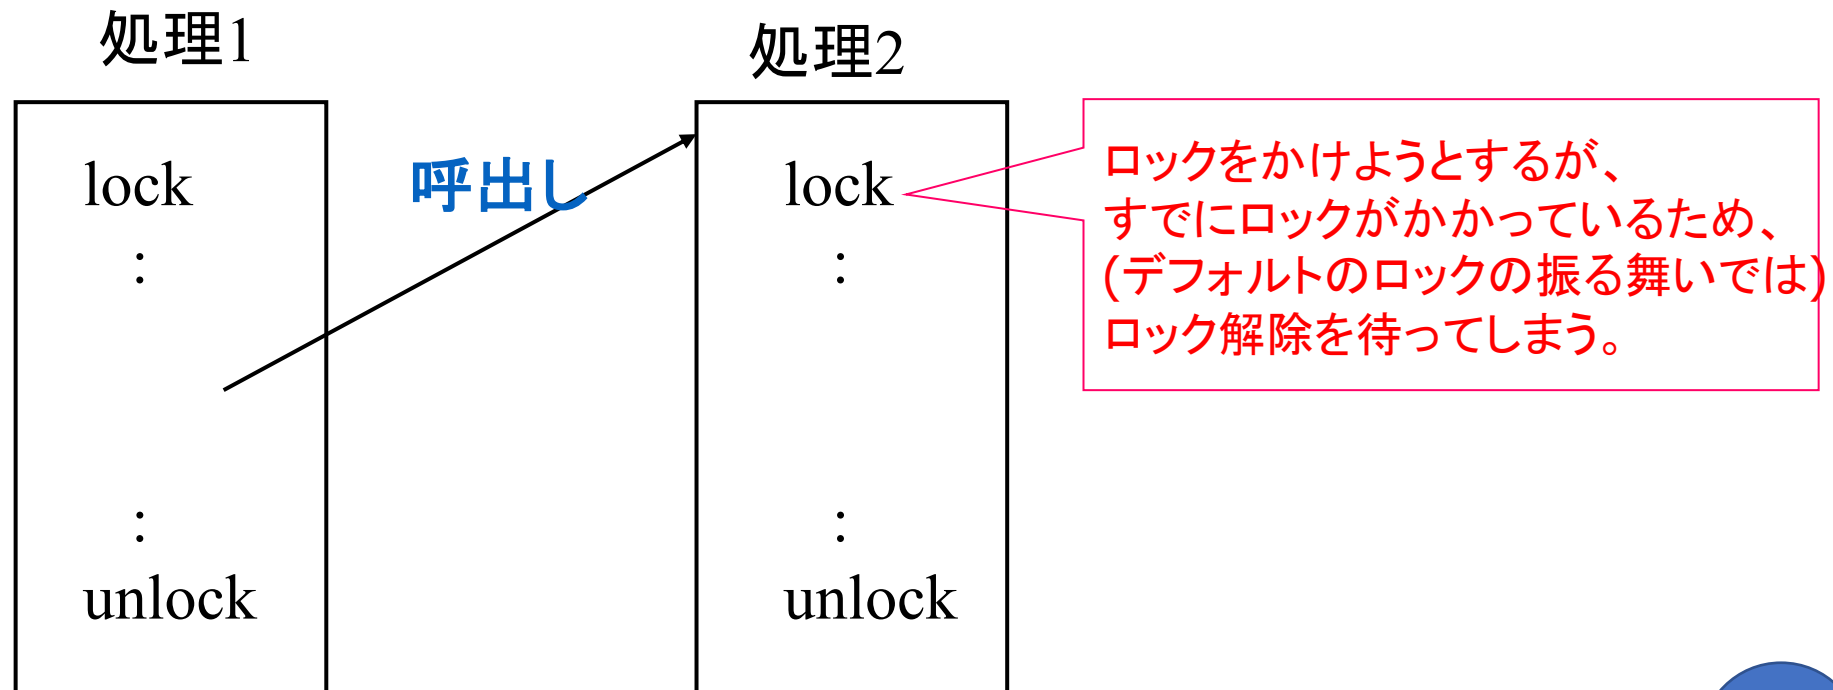 処理1
処理2
lock
呼出し
lock
:
:
ロックをかけようとするが、
すでにロックがかかっているため、
(デフォルトのロックの振る舞いでは)
ロック解除を待ってしまう。
:
:
unlock
unlock